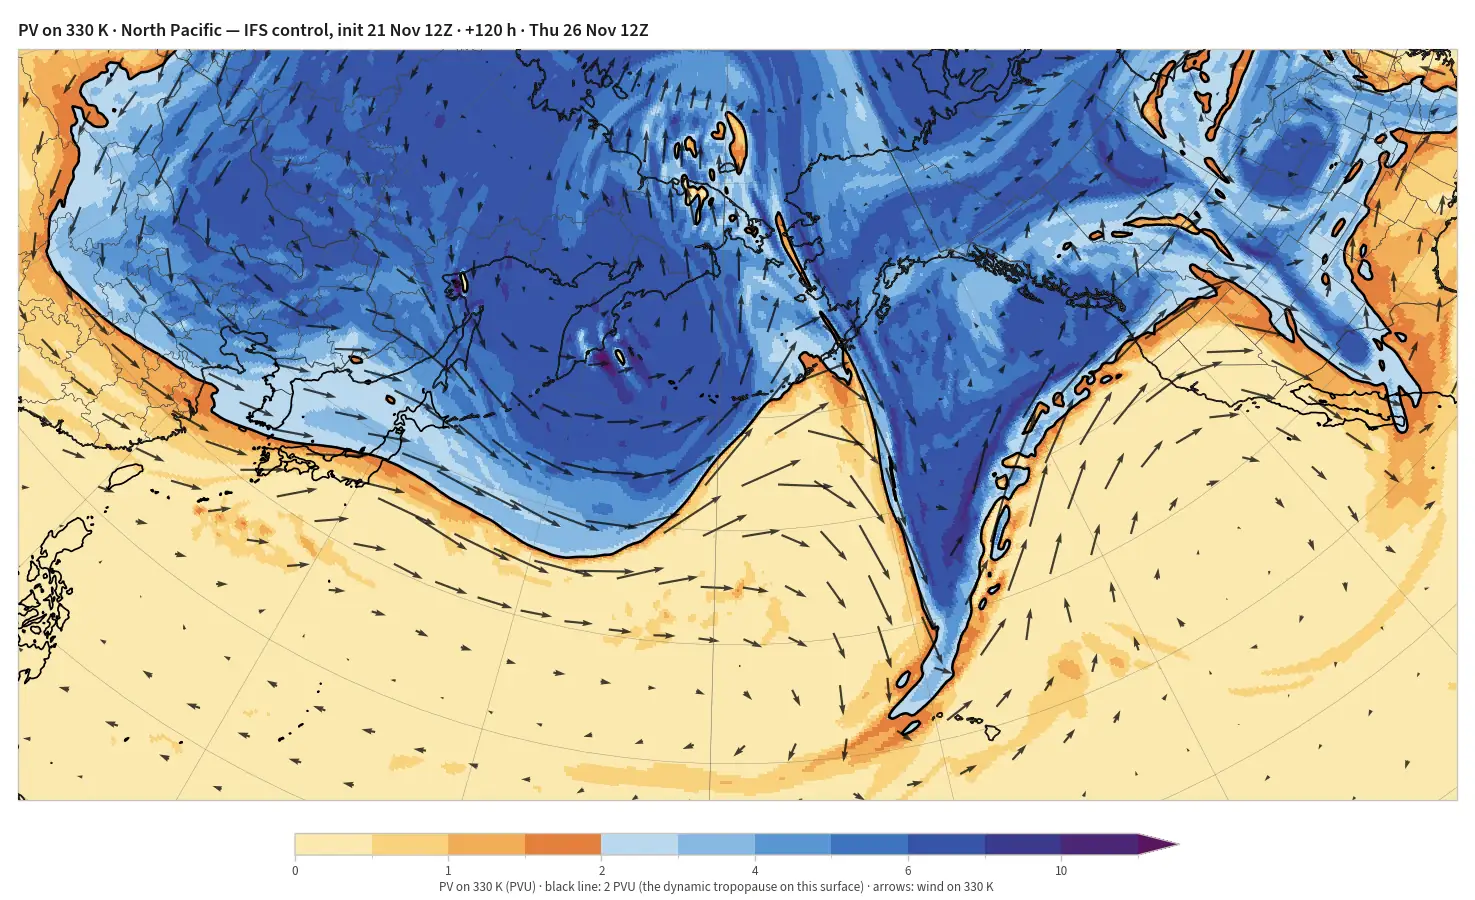 PV on 330 K · North Pacific — IFS control, init 21 Nov 12Z · +120 h · Thu 26 Nov 12Z
0 1 2 4 6 10
PV on 330 K (PVU) · black line: 2 PVU (the dynamic tropopause on this surface) · arrows: wind on 330 K